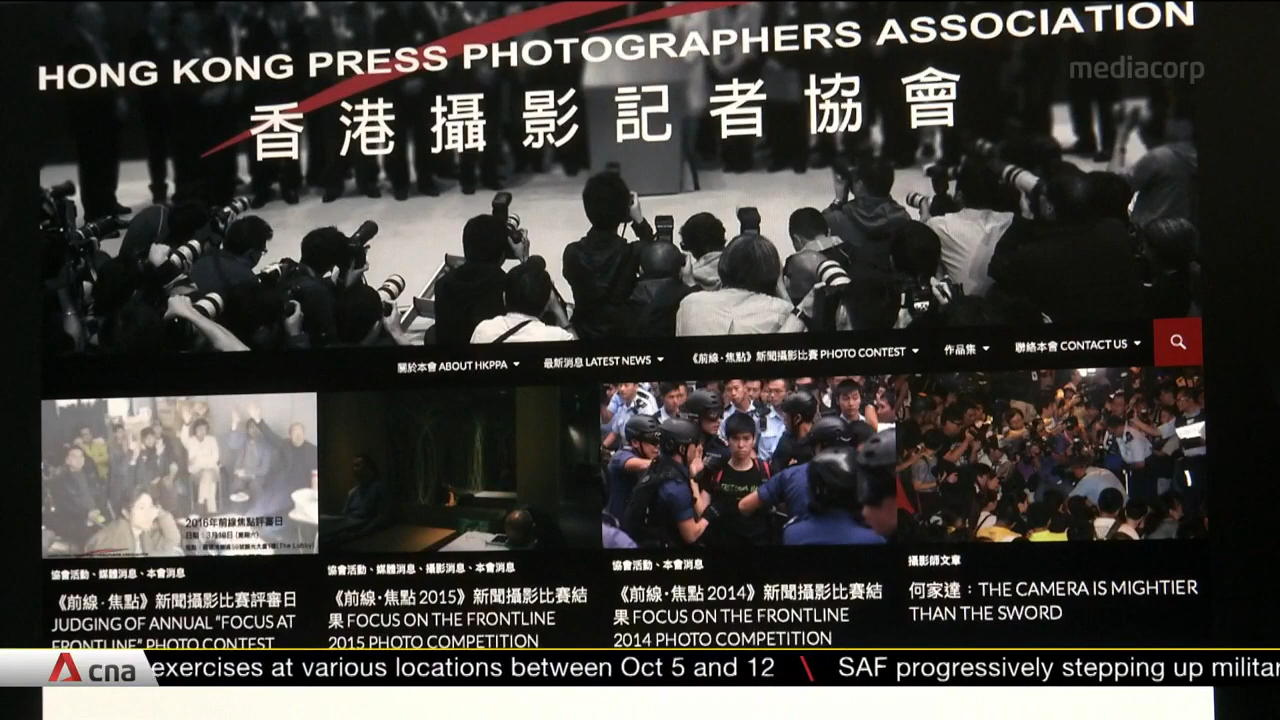 HONG KONG PRESS PHOTOGRAPHERS ASSOCIATION
mediacorp
香港攝影記者協會
關於本會 ABOUT HKPPA
最新消息 LATEST NEWS
《前線·焦點》新聞攝影比賽 PHOTO CONTEST
作品集
聯絡本會 CONTACT US
2016年前線焦點評審日
協會活動、媒體消息、本會消息
《前線·焦點》新聞攝影比賽評審日
JUDGING OF ANNUAL "FOCUS AT
FRONTLINE" PHOTO CONTEST
協會活動、媒體消息、攝影消息、本會消息
《前線·焦點 2015》新聞攝影比賽結
果 FOCUS ON THE FRONTLINE
2015 PHOTO COMPETITION
協會活動、本會消息
《前線·焦點 2014》新聞攝影比賽結
果 FOCUS ON THE FRONTLINE
2014 PHOTO COMPETITION
攝影師文章
何家達：THE CAMERA IS MIGHTIER
THAN THE SWORD
cna
exercises at various locations between Oct 5 and 12 \ SAF progressively stepping up militar